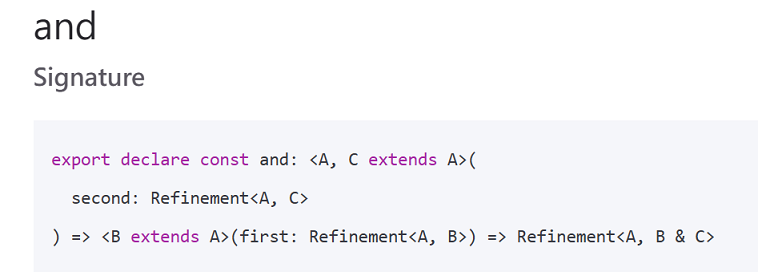 and
Signature
export declare const and: <A, C extends A>(
  second: Refinement<A, C>
) => <B extends A>(first: Refinement<A, B>) => Refinement<A, B & C>